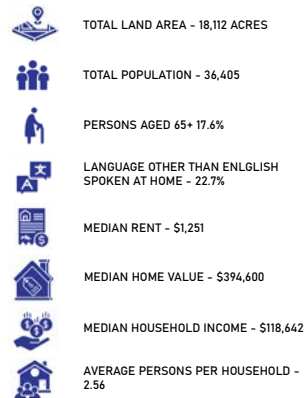 TOTAL LAND AREA - 18,112 ACRES
TOTAL POPULATION - 36,405
PERSONS AGED 65+ 17.6%
LANGUAGE OTHER THAN ENLGLISH
SPOKEN AT HOME - 22.7%
MEDIAN RENT - $1,251
MEDIAN HOME VALUE - $394,600
MEDIAN HOUSEHOLD INCOME - $118,642
AVERAGE PERSONS PER HOUSEHOLD -
2.56